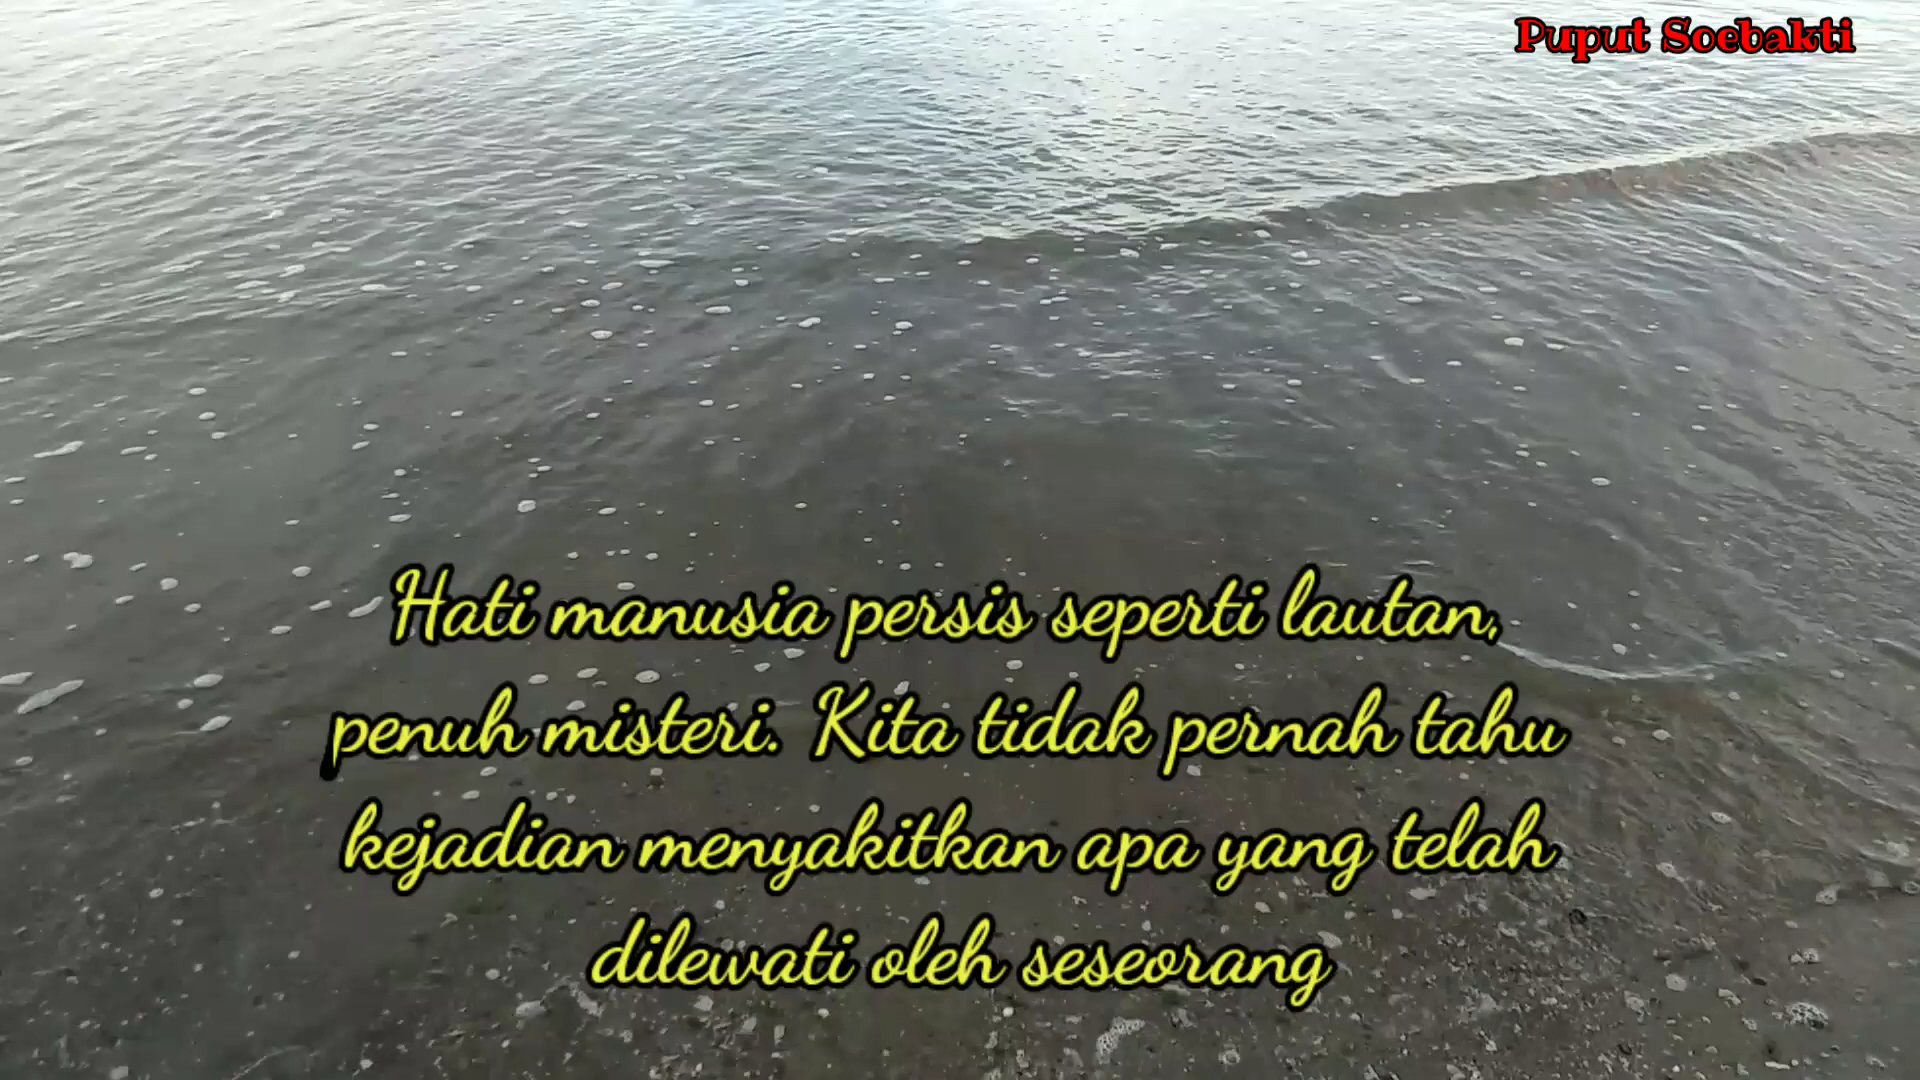 Puput Soebakti
Hati manusia persis seperti lautan,
penuh misteri. Kita tidak pernah tahu
kejadian menyakitkan apa yang telah
dilewati oleh seseorang